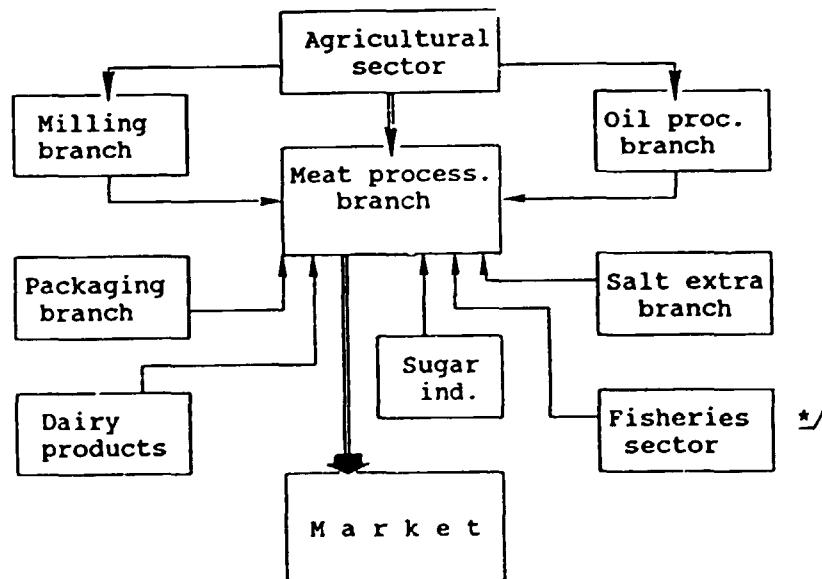 Agricultural
sector
Milling
branch
Oil proc.
branch
Meat process.
branch
Packaging
branch
Salt extra
branch
Sugar
ind.
Dairy
products
Fisheries
sector
*/
M a r k e t